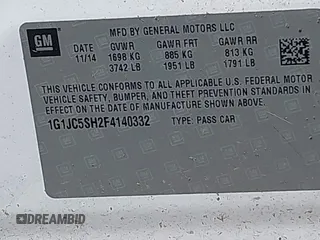 MFD BY GENERAL MOTORS LLC
GM
DATE GVWR GAWR FRT GAWR RR
11/14 1698 KG 885 KG 813 KG
3742 LB 1951 LB 1791 LB
THIS VEHICLE CONFORMS TO ALL APPLICABLE U.S. FEDERAL MOTOR
VEHICLE SAFETY, BUMPER, AND THEFT PREVENTION STANDARDS IN
EFFECT ON THE DATE OF MANUFACTURE SHOWN ABOVE.
1G1JC5SH2F4140332 TYPE: PASS CAR
DREAMBID